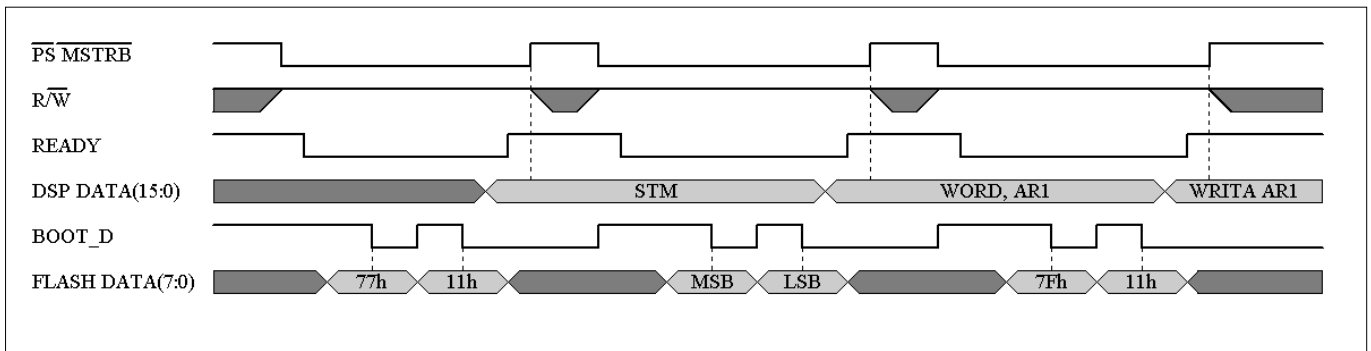 PS MSTRB
R/W
READY
DSP DATA(15:0) STM WORD, AR1 WRITA AR1
BOOT_D
FLASH DATA(7:0) 77h 11h MSB LSB 7Fh 11h